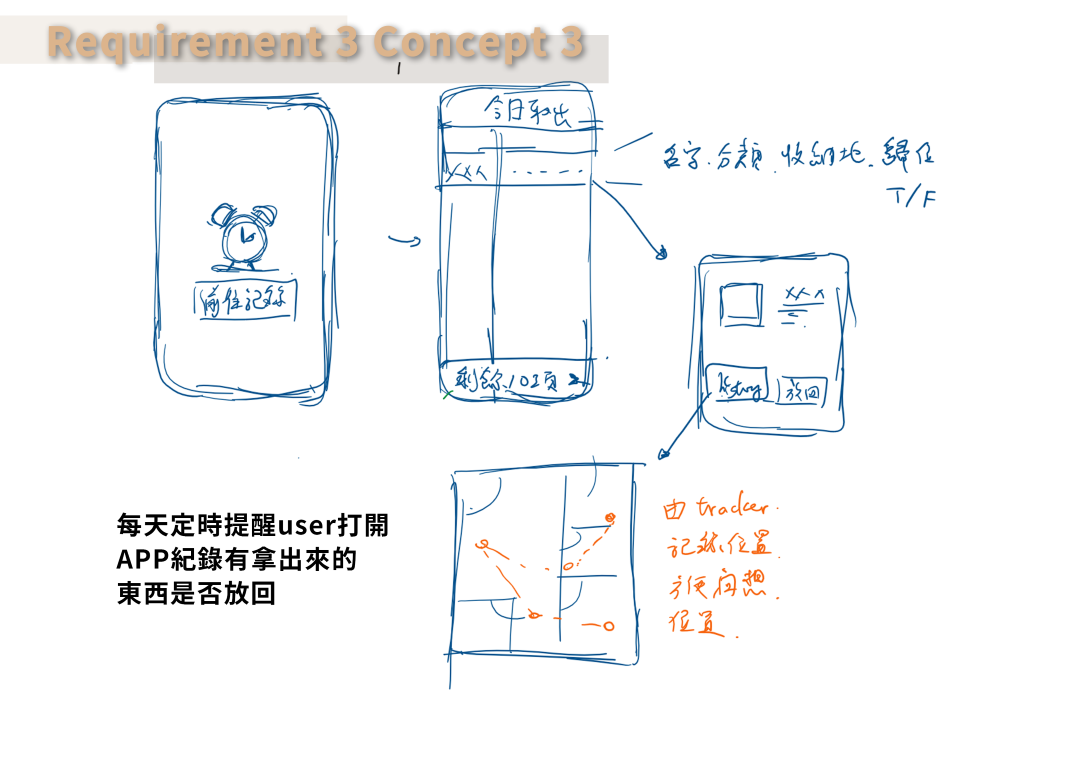 Requirement 3 Concept 3
前往記錄
今日取出
XXX
剩餘 10項
名字.分類.收納地.歸位
T/F
XXX
history
放回
每天定時提醒user打開
APP紀錄有拿出來的
東西是否放回
由 tracker.
記錄位置
方便回想.
位置.